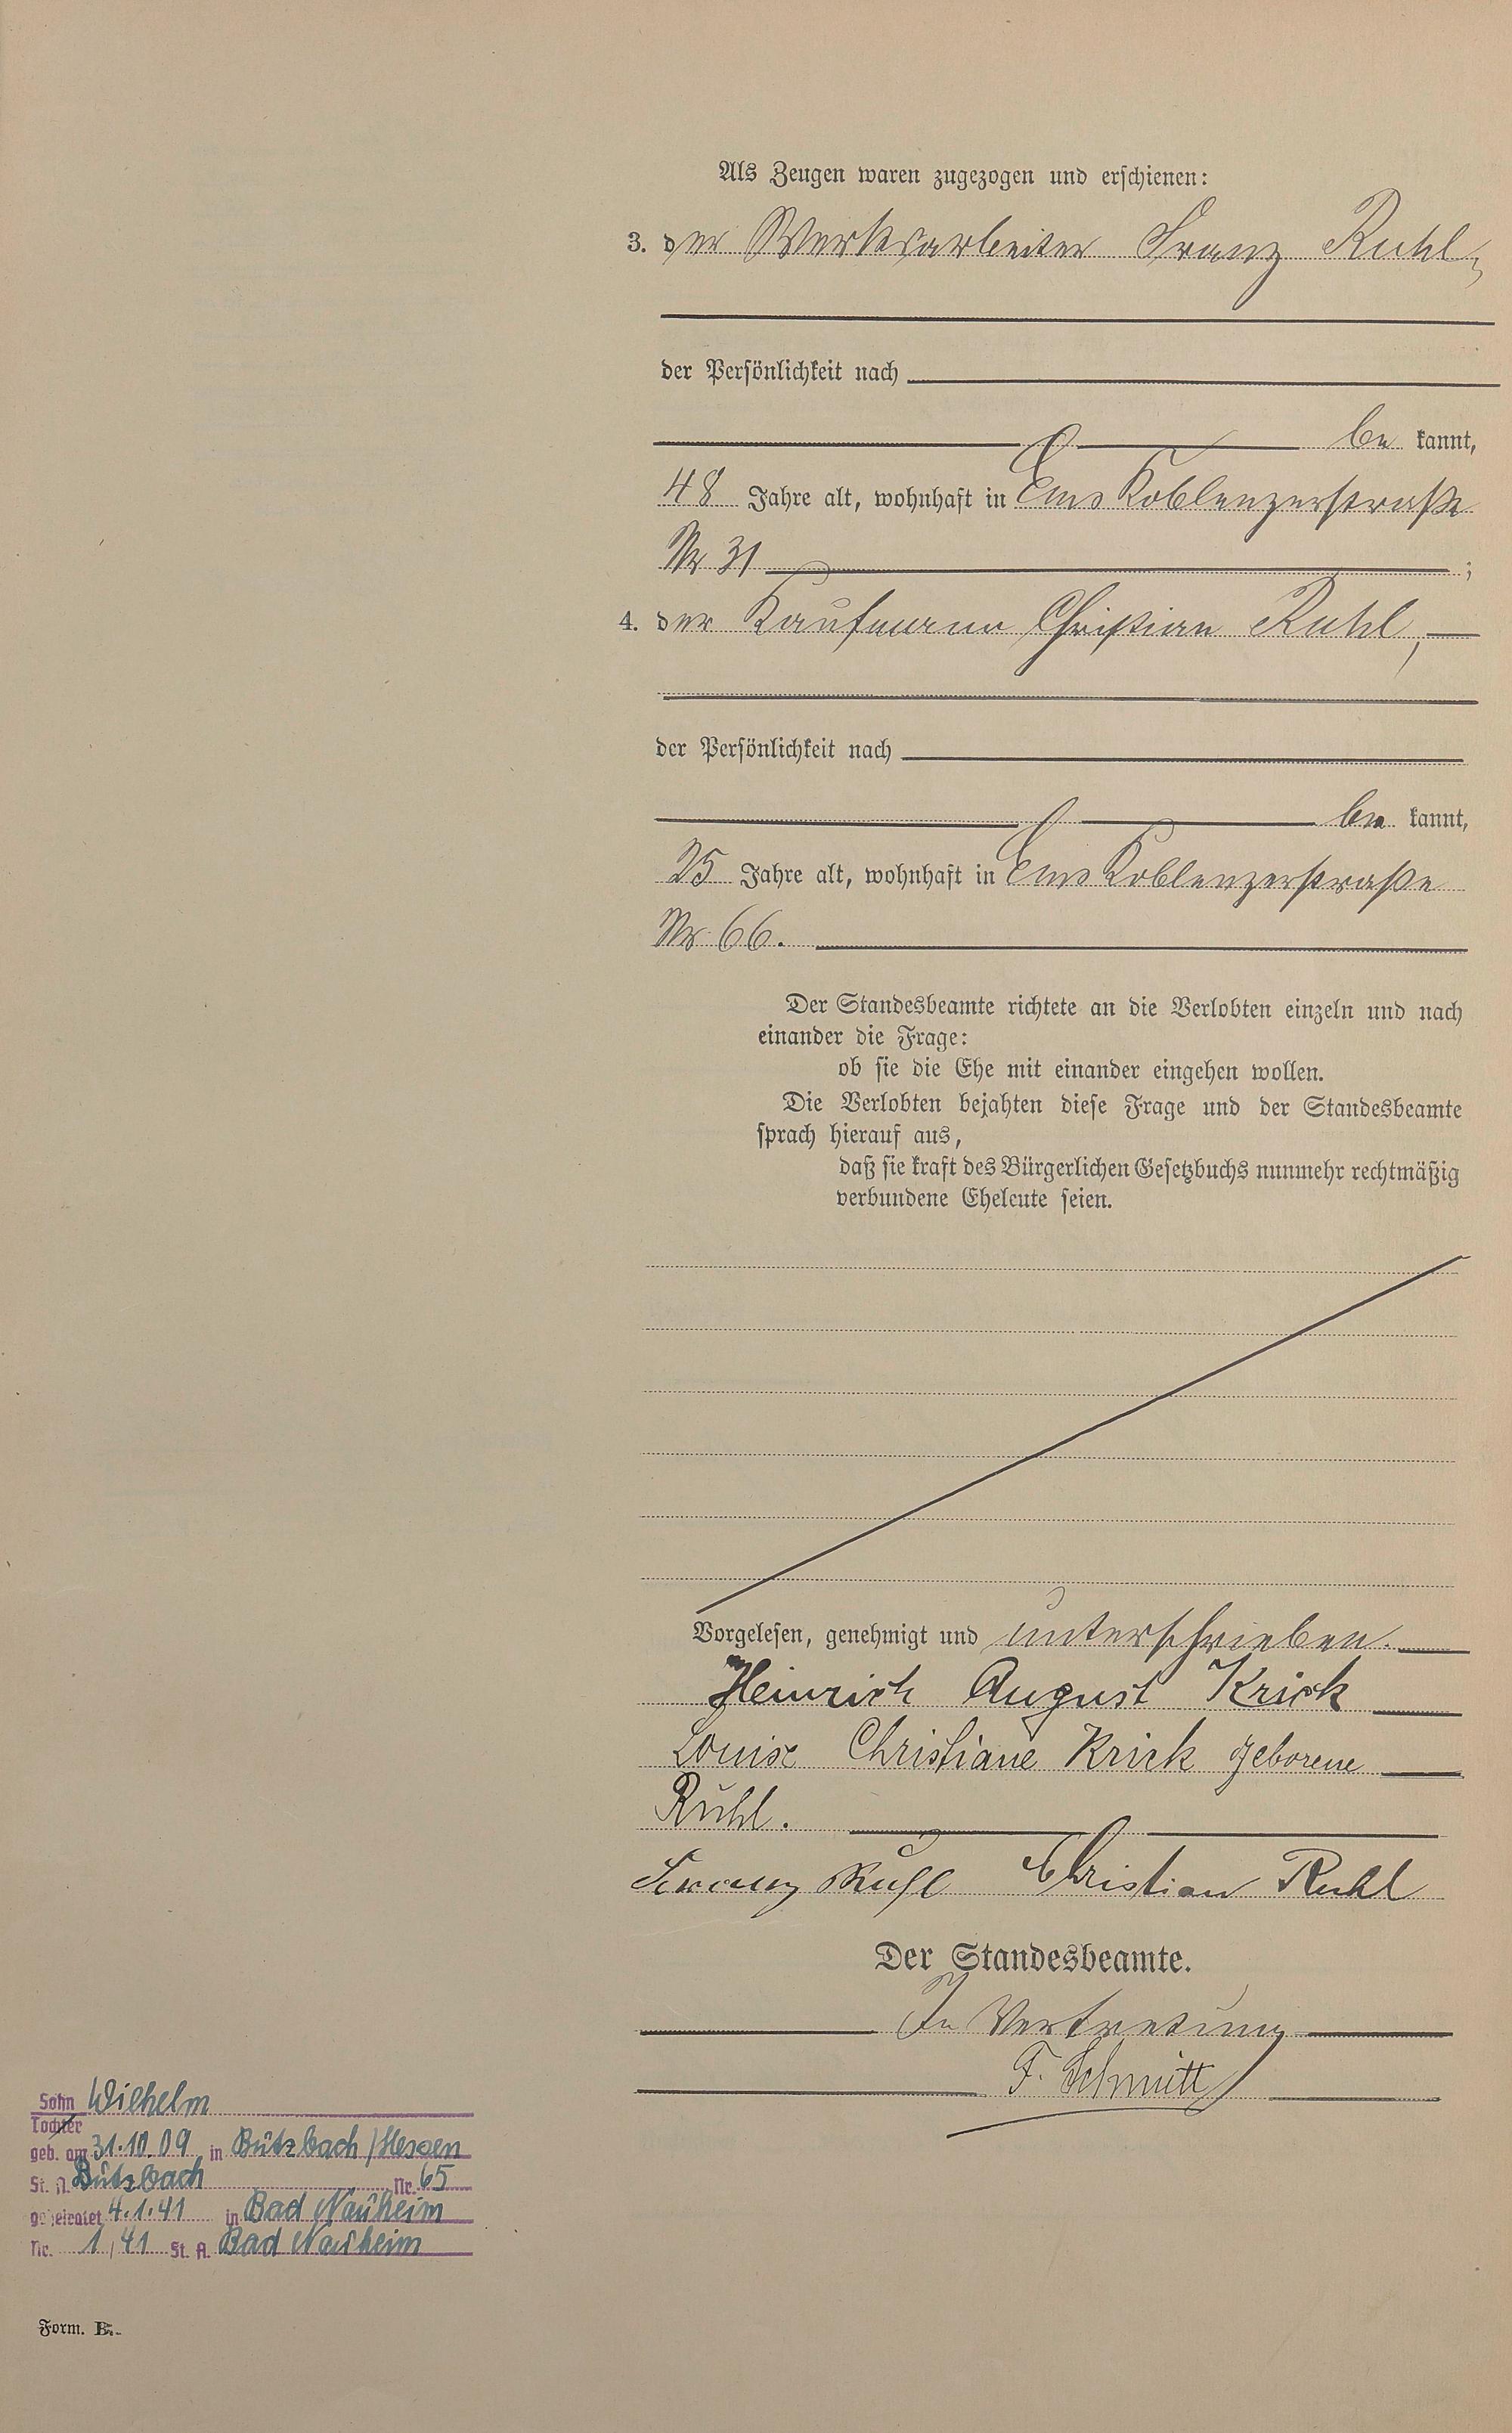 Als Zeugen waren zugezogen und erschienen:
3. der Werksarbeiter Franz Ruhl,
der Persönlichkeit nach
be kannt,
48 Jahre alt, wohnhaft in Ems Koblenzerstraße
Nr 31 ;
4. der Kaufmann Christian Ruhl,
der Persönlichkeit nach
be kannt,
25 Jahre alt, wohnhaft in Ems Koblenzerstraße
Nr 66.
Der Standesbeamte richtete an die Verlobten einzeln und nach
einander die Frage:
ob sie die Ehe mit einander eingehen wollen.
Die Verlobten bejahten diese Frage und der Standesbeamte
sprach hierauf aus,
daß sie kraft des Bürgerlichen Gesetzbuchs nunmehr rechtmäßig
verbundene Eheleute seien.
Vorgelesen, genehmigt und unterschrieben.
Heinrich August Krick
Louise Christiane Krick geborene
Ruhl.
Franz Ruhl Christian Ruhl
Der Standesbeamte.
In Vertretung
F. Schmitt
Sohn Wilhelm
Tochter
geb. am 31.10.09 in Butzbach/Hessen
St. A. Butzbach Nr. 65
geheiratet 4.1.41 in Bad Nauheim
Nr. 1/41 St. A. Bad Nauheim
Form. E.